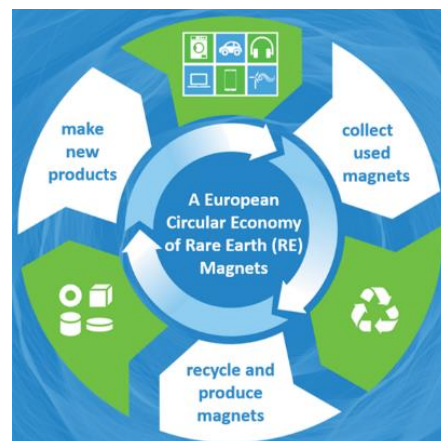 make
new
products
collect
used
magnets
A European
Circular Economy
of Rare Earth (RE)
Magnets
recycle and
produce
magnets